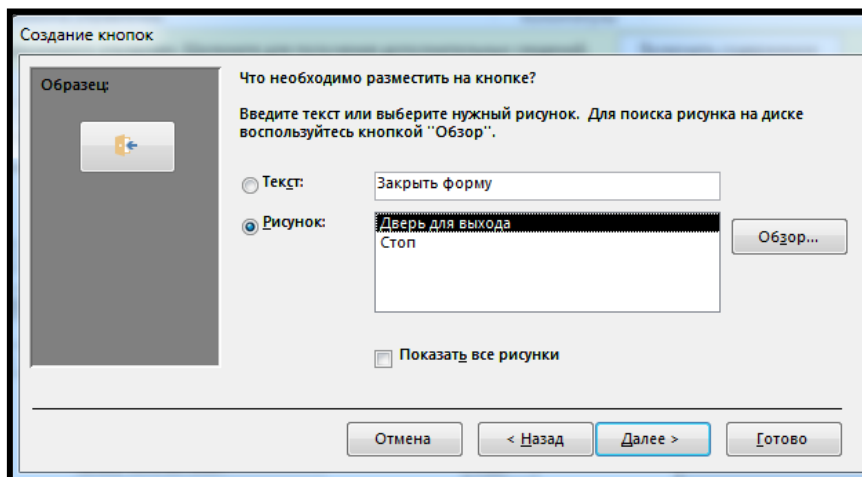 Создание кнопок
Образец:
Что необходимо разместить на кнопке?
Введите текст или выберите нужный рисунок. Для поиска рисунка на диске
воспользуйтесь кнопкой "Обзор".
Текст:
Закрыть форму
Рисунок:
Дверь для выхода
Стоп
Обзор...
Показать все рисунки
Отмена
< Назад
Далее >
Готово